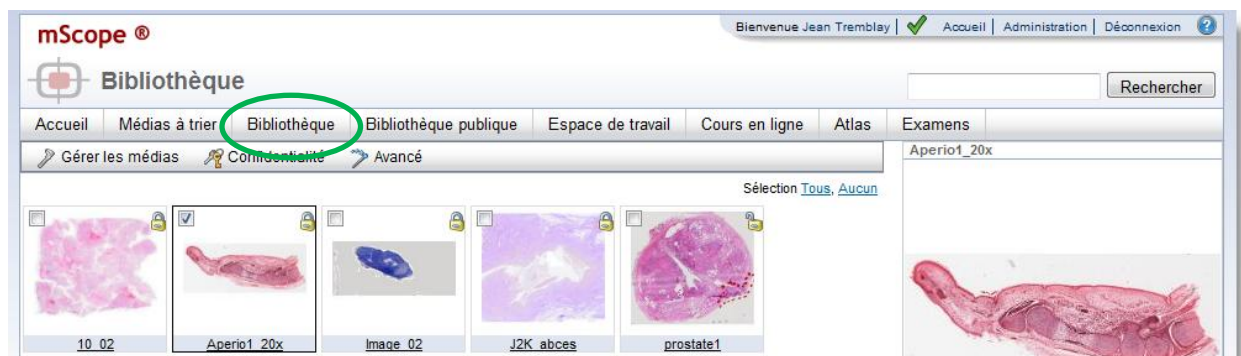 mScope ®
Bienvenue Jean Tremblay | Accueil | Administration | Déconnexion
Bibliothèque
Rechercher
Accueil Médias à trier Bibliothèque Bibliothèque publique Espace de travail Cours en ligne Atlas Examens
Gérer les médias Confidentialité Avancé
Aperio1_20x
Sélection Tous, Aucun
10_02 Aperio1_20x Image_02 J2K_abces prostate1